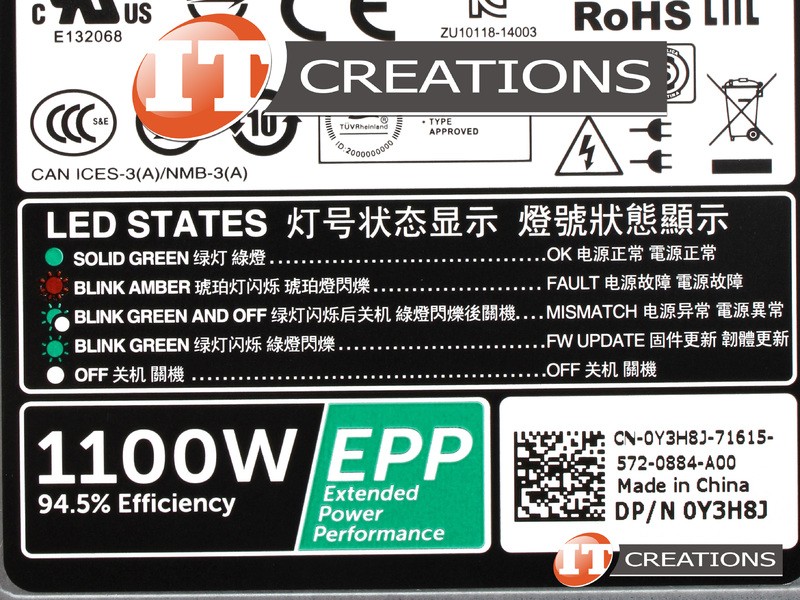 c UL US
E132068
CE
ZU10118-14003
RoHS
IT CREATIONS
CCC S&E
10
TÜVRheinland
ID:2000000000
• TYPE
APPROVED
CAN ICES-3(A)/NMB-3(A)
LED STATES 灯号状态显示 燈號狀態顯示
SOLID GREEN 绿灯 綠燈 ........................................OK 电源正常 電源正常
BLINK AMBER 琥珀灯闪烁 琥珀燈閃爍 ........................FAULT 电源故障 電源故障
BLINK GREEN AND OFF 绿灯闪烁后关机 綠燈閃爍後關機....MISMATCH 电源异常 電源異常
BLINK GREEN 绿灯闪烁 綠燈閃爍..............................FW UPDATE 固件更新 韌體更新
OFF 关机 關機 ..................................................OFF 关机 關機
1100W
94.5% Efficiency
EPP
Extended
Power
Performance
CN-0Y3H8J-71615-
572-0884-A00
Made in China
DP/N 0Y3H8J
IT CREATIONS